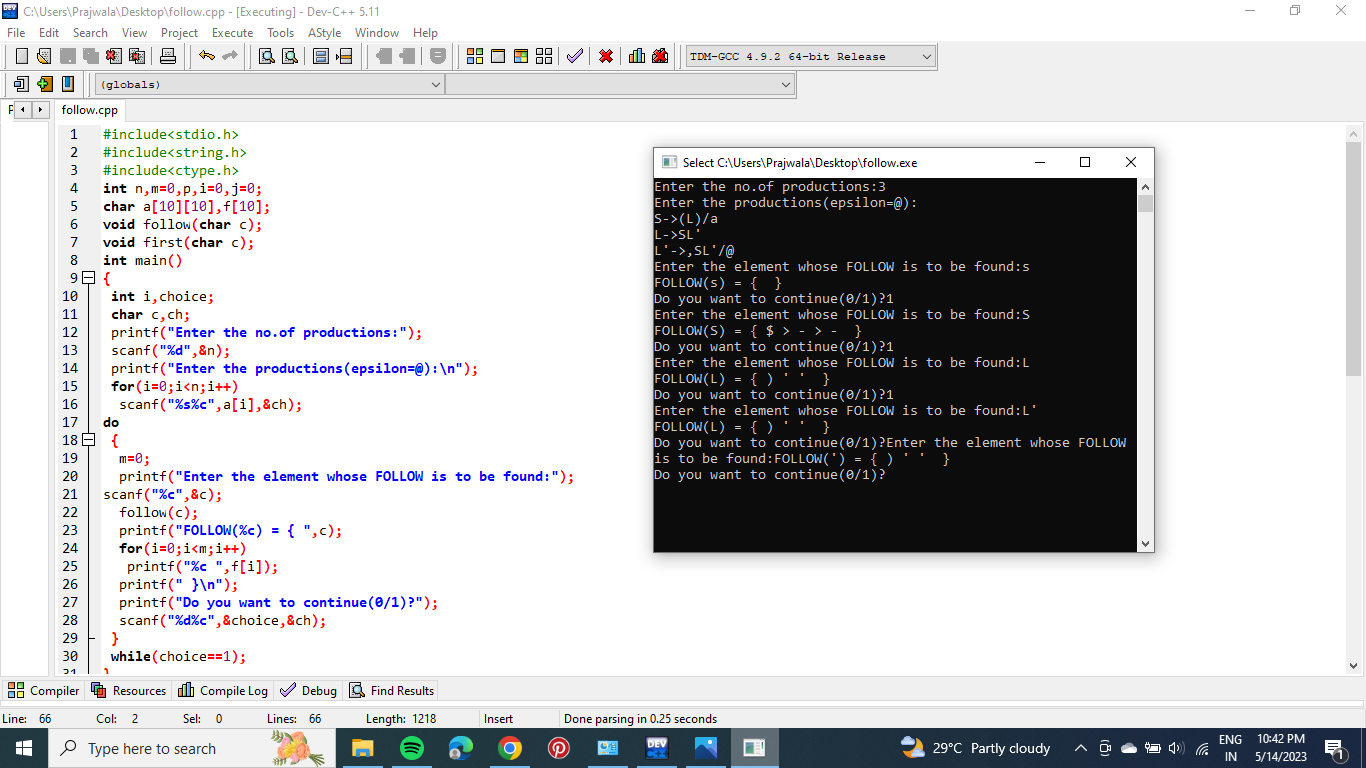 C:\Users\Prajwala\Desktop\follow.cpp - [Executing] - Dev-C++ 5.11
File Edit Search View Project Execute Tools AStyle Window Help
TDM-GCC 4.9.2 64-bit Release
(globals)
follow.cpp
1 #include<stdio.h>
2 #include<string.h>
3 #include<ctype.h>
4 int n,m=0,p,i=0,j=0;
5 char a[10][10],f[10];
6 void follow(char c);
7 void first(char c);
8 int main()
9 {
10 int i,choice;
11 char c,ch;
12 printf("Enter the no.of productions:");
13 scanf("%d",&n);
14 printf("Enter the productions(epsilon=@):\n");
15 for(i=0;i<n;i++)
16 scanf("%s%c",a[i],&ch);
17 do
18 {
19 m=0;
20 printf("Enter the element whose FOLLOW is to be found:");
21 scanf("%c",&c);
22 follow(c);
23 printf("FOLLOW(%c) = { ",c);
24 for(i=0;i<m;i++)
25 printf("%c ",f[i]);
26 printf(" }\n");
27 printf("Do you want to continue(0/1)?");
28 scanf("%d%c",&choice,&ch);
29 }
30 while(choice==1);
31 }
Select C:\Users\Prajwala\Desktop\follow.exe
Enter the no.of productions:3
Enter the productions(epsilon=@):
S->(L)/a
L->SL'
L'->,SL'/@
Enter the element whose FOLLOW is to be found:s
FOLLOW(s) = {  }
Do you want to continue(0/1)?1
Enter the element whose FOLLOW is to be found:S
FOLLOW(S) = { $ > - > -  }
Do you want to continue(0/1)?1
Enter the element whose FOLLOW is to be found:L
FOLLOW(L) = { ) ' '  }
Do you want to continue(0/1)?1
Enter the element whose FOLLOW is to be found:L'
FOLLOW(L) = { ) ' '  }
Do you want to continue(0/1)?Enter the element whose FOLLOW
is to be found:FOLLOW(') = { ) ' '  }
Do you want to continue(0/1)?
Compiler Resources Compile Log Debug Find Results
Line: 66 Col: 2 Sel: 0 Lines: 66 Length: 1218 Insert Done parsing in 0.25 seconds
Type here to search
29°C Partly cloudy
ENG
IN
10:42 PM
5/14/2023
1